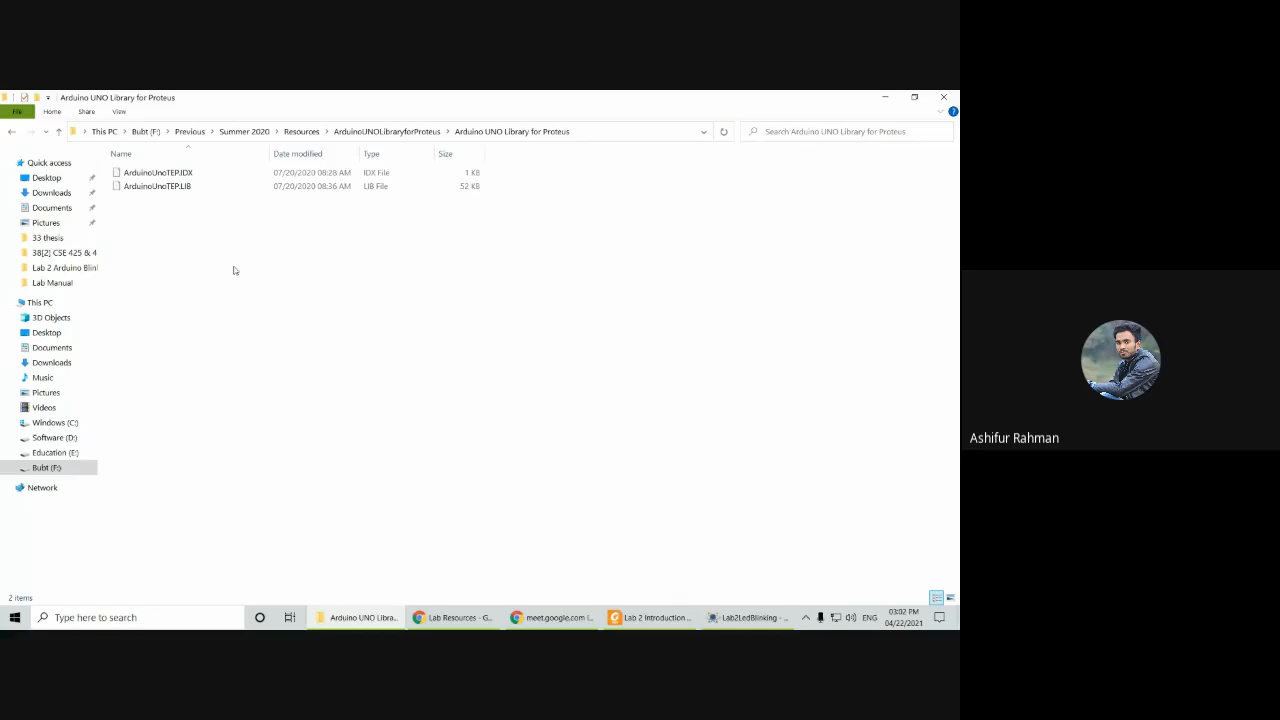 Arduino UNO Library for Proteus
File Home Share View
This PC Bubt (F:) Previous Summer 2020 Resources ArduinoUNOLibraryforProteus Arduino UNO Library for Proteus Search Arduino UNO Library for Proteus
Name Date modified Type Size
ArduinoUnoTEP.IDX 07/20/2020 08:28 AM IDX File 1 KB
ArduinoUnoTEP.LIB 07/20/2020 08:36 AM LIB File 52 KB
Quick access
Desktop
Downloads
Documents
Pictures
33 thesis
38[2] CSE 425 & 4
Lab 2 Arduino Blin
Lab Manual
This PC
3D Objects
Desktop
Documents
Downloads
Music
Pictures
Videos
Windows (C:)
Software (D:)
Education (E:)
Bubt (F:)
Network
Ashifur Rahman
2 items
Type here to search Arduino UNO Libra... Lab Resources - G... meet.google.com i... Lab 2 Introduction ... Lab2LedBlinking - ... ENG 03:02 PM
04/22/2021